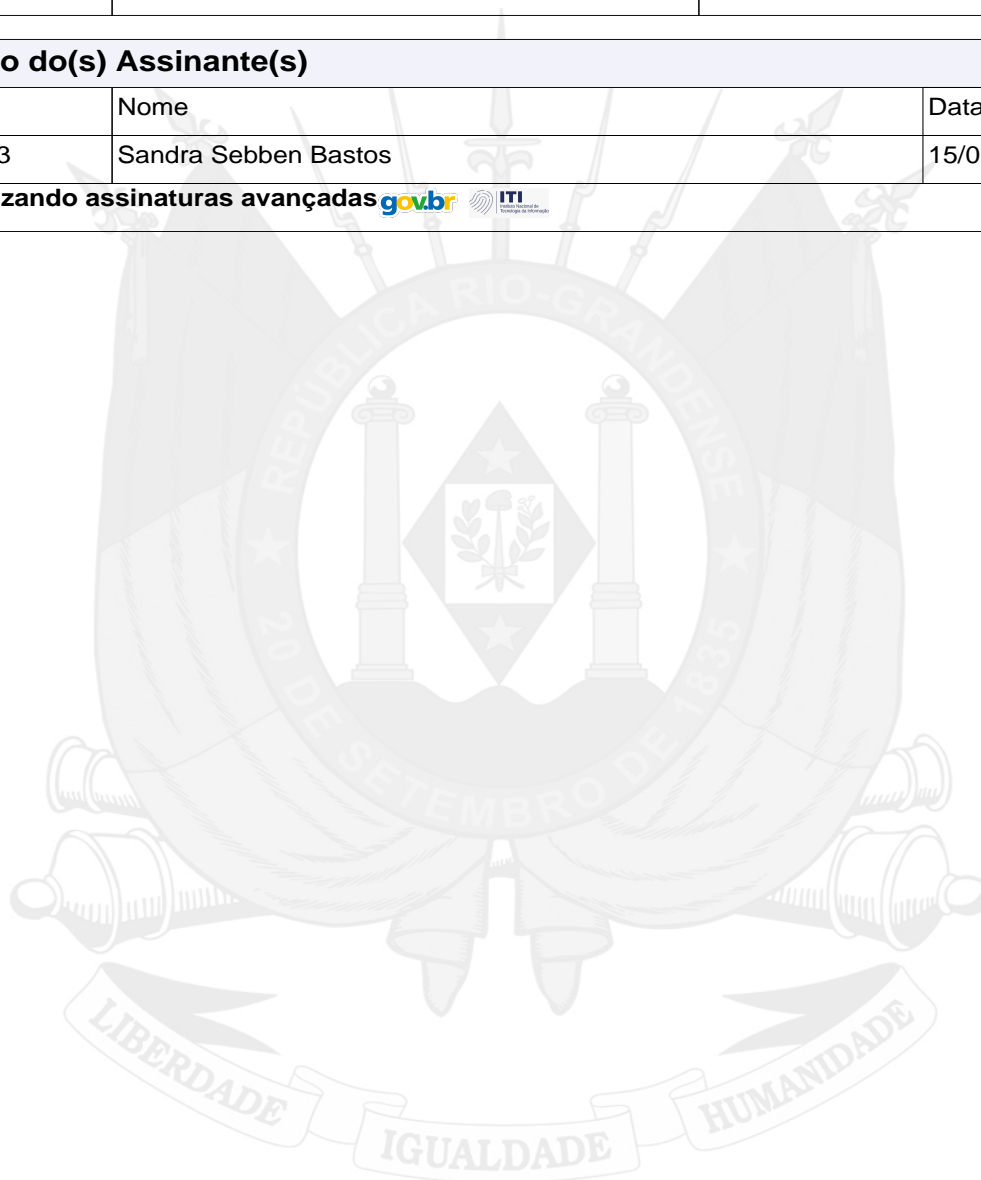 o do(s) Assinante(s)
Nome Data
3 Sandra Sebben Bastos 15/0
zando assinaturas avançadas gov.br ITI
REPÚBLICA RIO-GRANDENSE
20 DE SETEMBRO DE 1835
LIBERDADE IGUALDADE HUMANIDADE